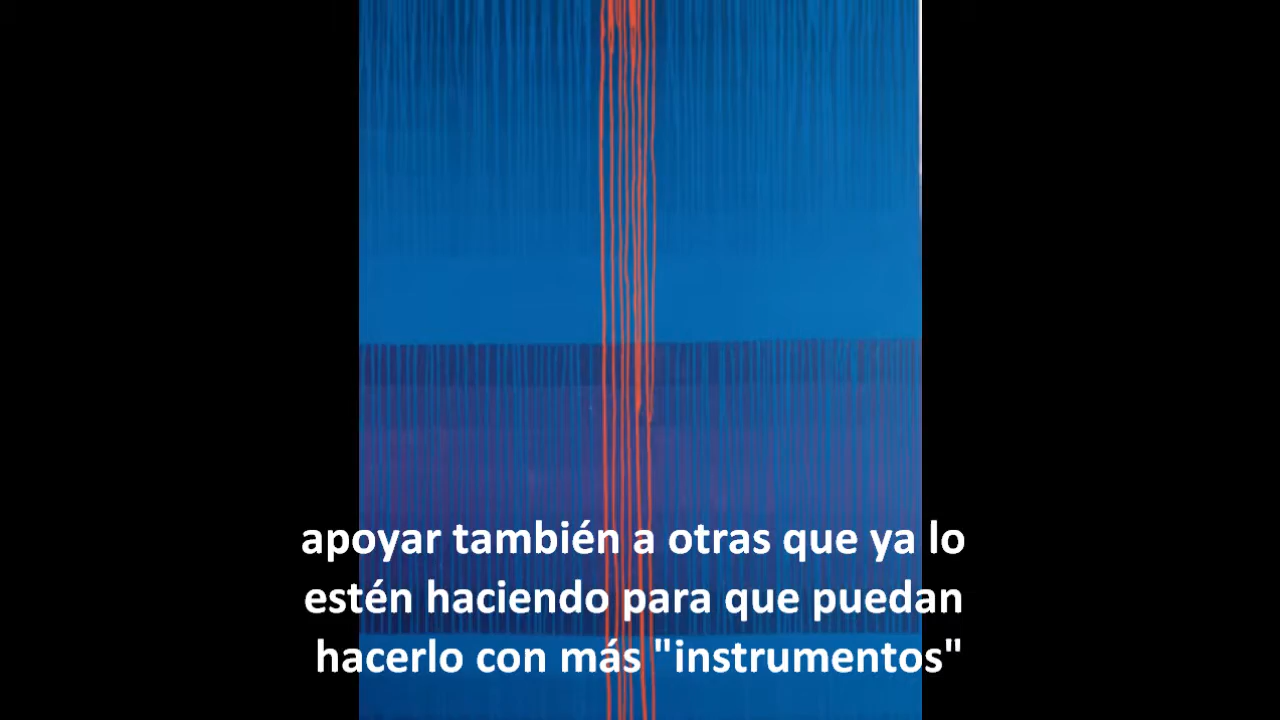 apoyar también a otras que ya lo
estén haciendo para que puedan
hacerlo con más "instrumentos"